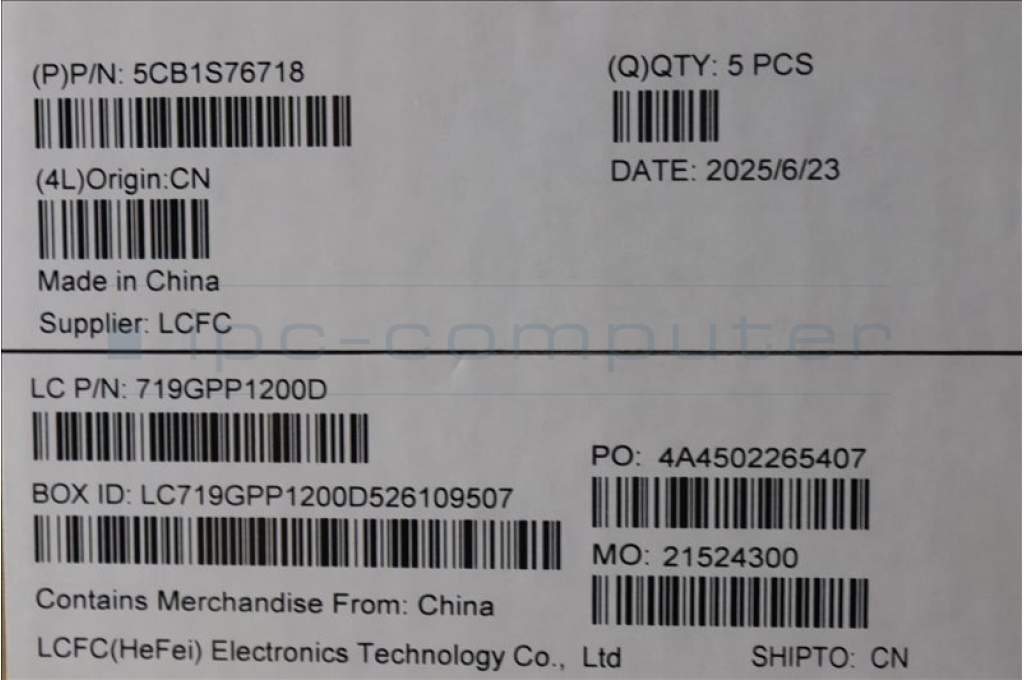 (P)P/N: 5CB1S76718
(Q)QTY: 5 PCS
DATE: 2025/6/23
(4L)Origin:CN
Made in China
Supplier: LCFC
ipc-computer
LC P/N: 719GPP1200D
PO: 4A4502265407
BOX ID: LC719GPP1200D526109507
MO: 21524300
Contains Merchandise From: China
LCFC(HeFei) Electronics Technology Co., Ltd
SHIPTO: CN